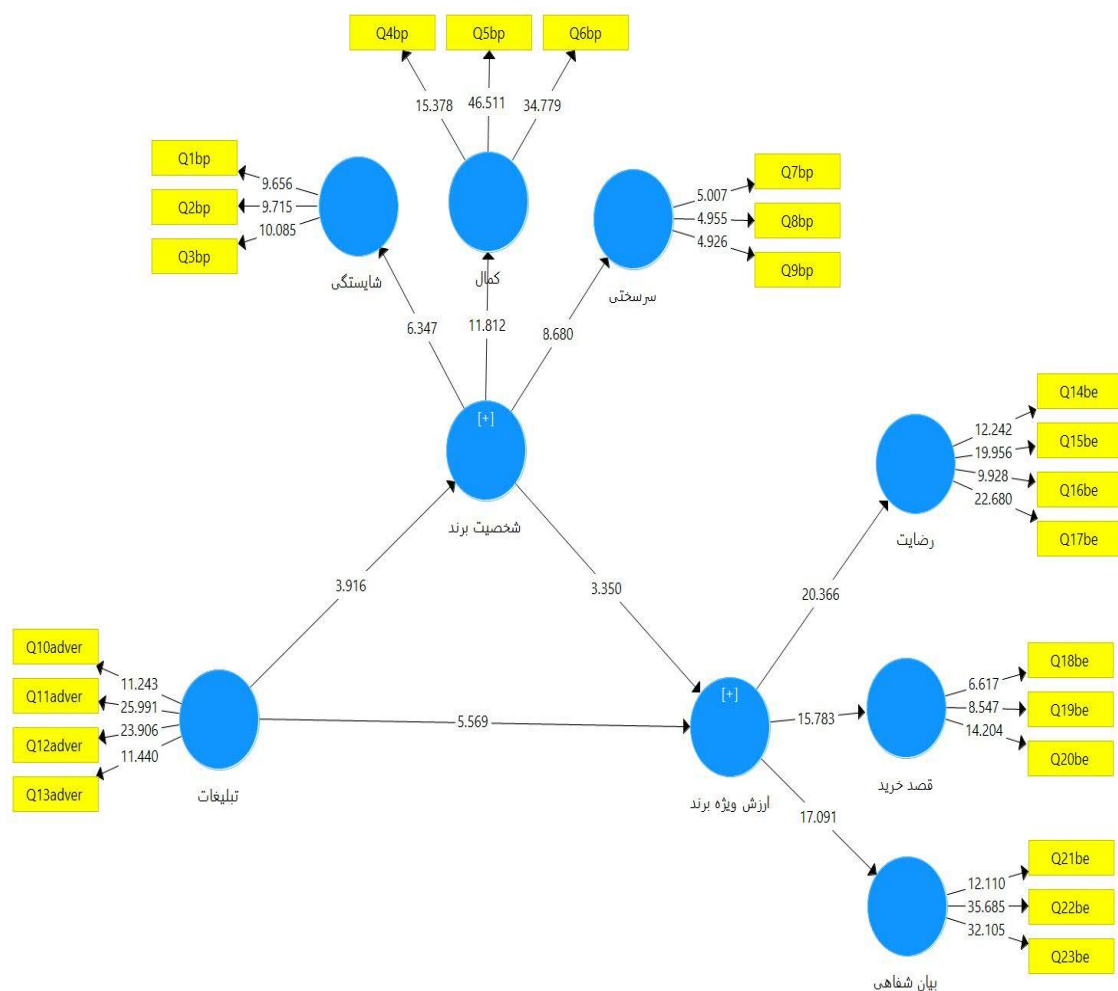 Q4bp
Q5bp
Q6bp
15.378
46.511
34.779
Q1bp
Q2bp
Q3bp
9.656
9.715
10.085
شایستگی
کمال
سرسختی
5.007
4.955
4.926
Q7bp
Q8bp
Q9bp
6.347
11.812
8.680
[+]
شخصیت برند
3.916
3.350
Q14be
Q15be
Q16be
Q17be
12.242
19.956
9.928
22.680
رضایت
20.366
Q10adver
Q11adver
Q12adver
Q13adver
11.243
25.991
23.906
11.440
تبلیغات
5.569
[+]
ارزش ویژه برند
15.783
قصد خرید
6.617
8.547
14.204
Q18be
Q19be
Q20be
17.091
بیان شفاهی
12.110
35.685
32.105
Q21be
Q22be
Q23be